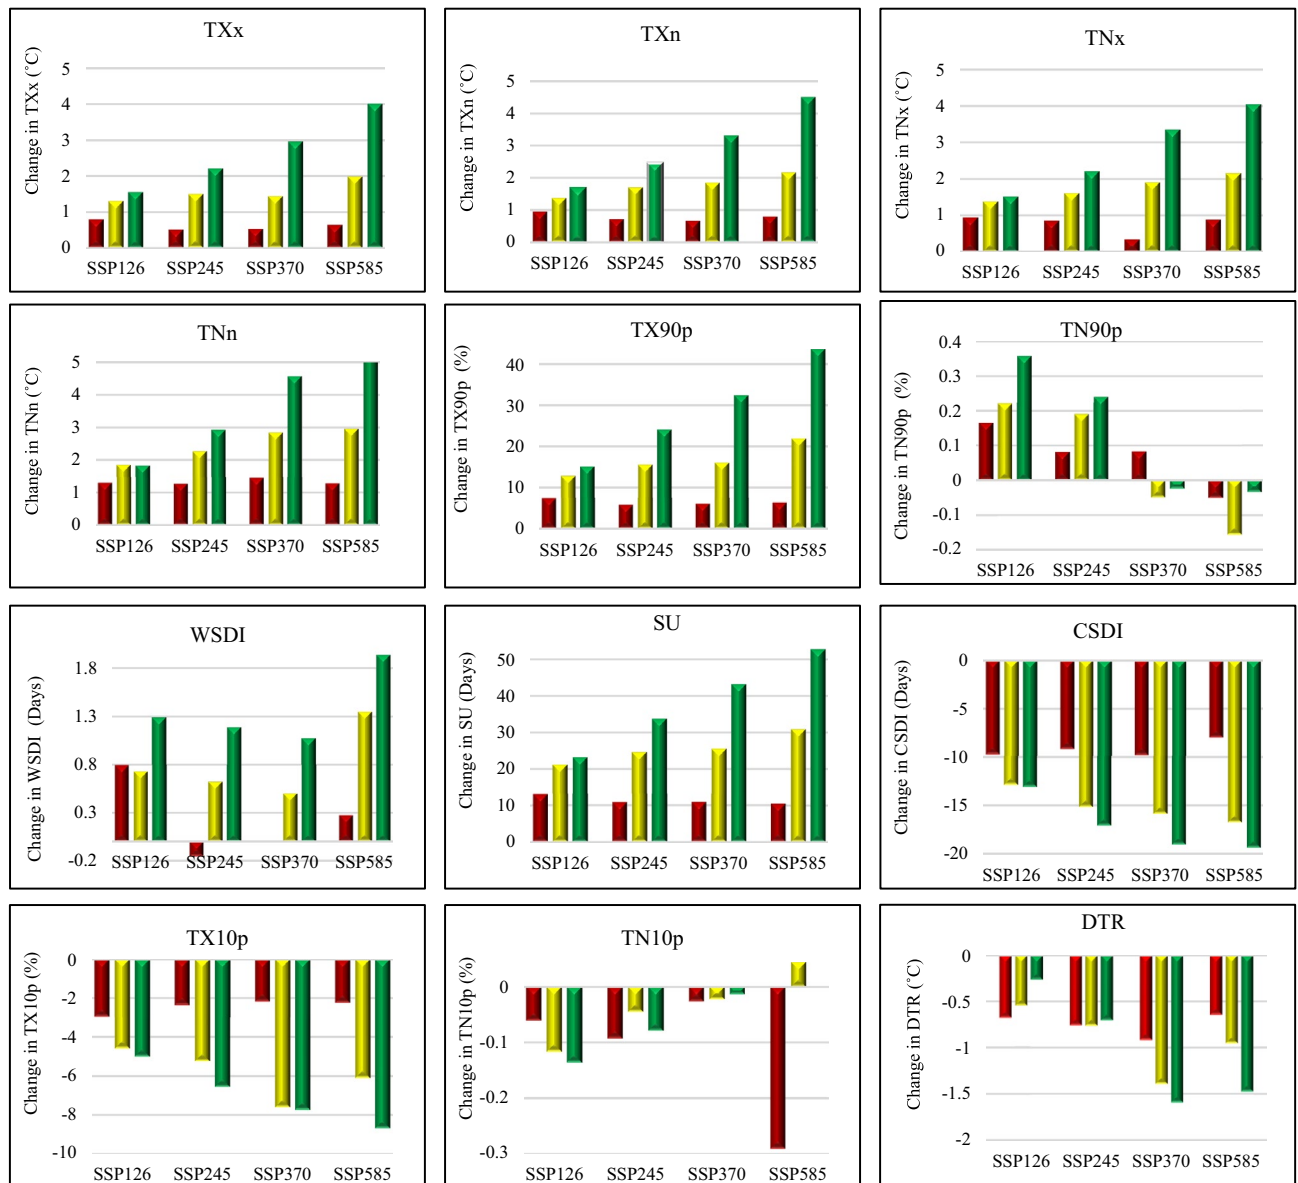 TXx
Change in TXx (˚C)
5
4
3
2
1
0
SSP126 SSP245 SSP370 SSP585
TXn
Change in TXn (˚C)
5
4
3
2
1
0
SSP126 SSP245 SSP370 SSP585
TNx
Change in TNx (˚C)
5
4
3
2
1
0
SSP126 SSP245 SSP370 SSP585
TNn
Change in TNn (˚C)
5
4
3
2
1
0
SSP126 SSP245 SSP370 SSP585
TX90p
Change in TX90p (%)
40
30
20
10
0
SSP126 SSP245 SSP370 SSP585
TN90p
Change in TN90p (%)
0.4
0.3
0.2
0.1
0
-0.1
-0.2
SSP126 SSP245 SSP370 SSP585
WSDI
Change in WSDI (Days)
1.8
1.3
0.8
0.3
-0.2
SSP126 SSP245 SSP370 SSP585
SU
Change in SU (Days)
50
40
30
20
10
0
SSP126 SSP245 SSP370 SSP585
CSDI
Change in CSDI (Days)
0
-5
-10
-15
-20
SSP126 SSP245 SSP370 SSP585
TX10p
Change in TX10p (%)
0
-2
-4
-6
-8
-10
SSP126 SSP245 SSP370 SSP585
TN10p
Change in TN10p (%)
0
-0.1
-0.2
-0.3
SSP126 SSP245 SSP370 SSP585
DTR
Change in DTR (˚C)
0
-0.5
-1
-1.5
-2
SSP126 SSP245 SSP370 SSP585